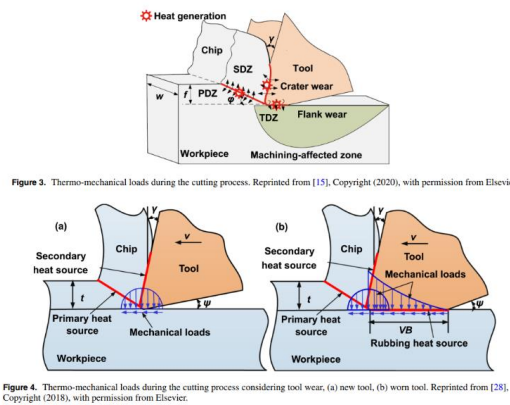 Heat generation
γ
Chip
SDZ
Tool
Crater wear
w
f
PDZ
φ
TDZ
Flank wear
Workpiece
Machining-affected zone
Figure 3. Thermo-mechanical loads during the cutting process. Reprinted from [15], Copyright (2020), with permission from Elsevie
(a)
γ
Chip
v
Secondary
heat source
Tool
t
ψ
Primary heat
source
Mechanical loads
Workpiece
(b)
γ
Chip
v
Secondary
heat source
Tool
Mechanical loads
t
ψ
Primary heat
source
VB
Rubbing heat source
Workpiece
Figure 4. Thermo-mechanical loads during the cutting process considering tool wear, (a) new tool, (b) worn tool. Reprinted from [28],
Copyright (2018), with permission from Elsevier.